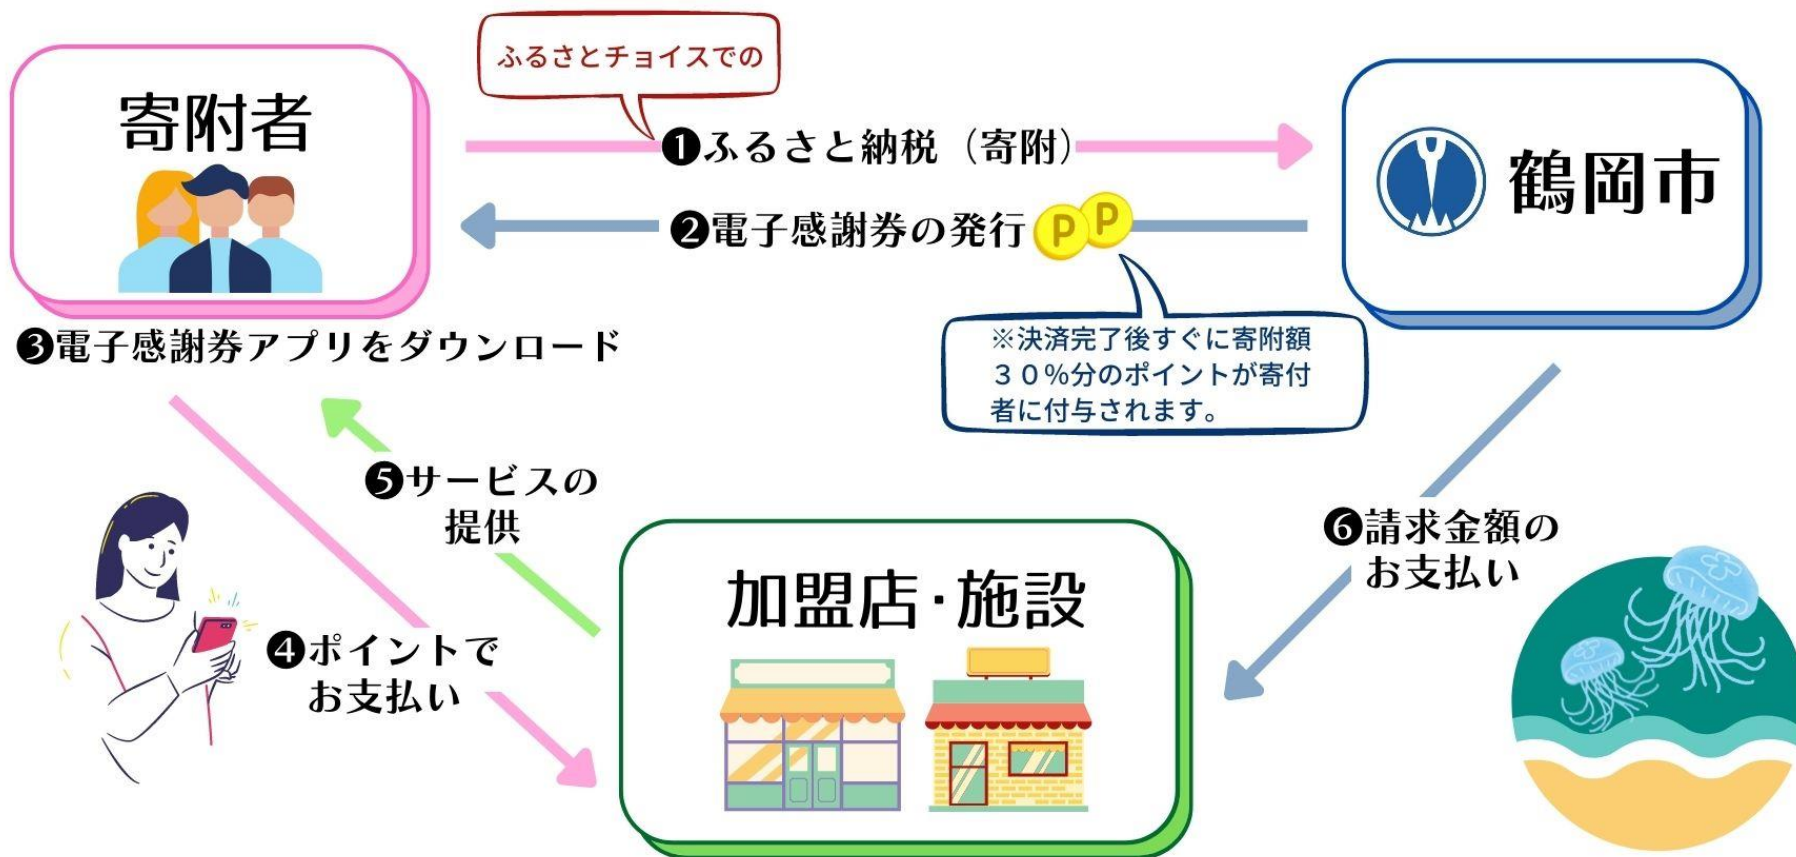 ふるさとチョイスでの
寄附者
❶ふるさと納税（寄附）
鶴岡市
❷電子感謝券の発行
P P
❸電子感謝券アプリをダウンロード
※決済完了後すぐに寄附額
３０％分のポイントが寄付
者に付与されます。
❺サービスの
提供
❻請求金額の
お支払い
加盟店・施設
❹ポイントで
お支払い